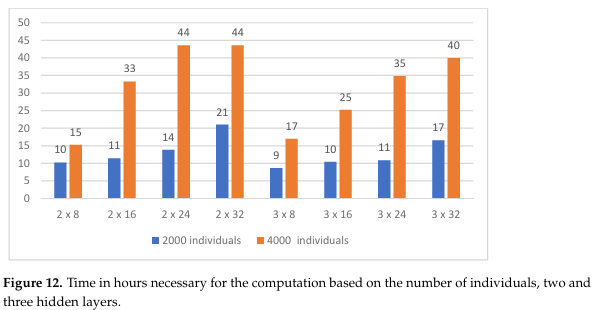 50
45
40
35
30
25
20
15
10
5
0
10 15 11 33 14 44 21 44 9 17 10 25 11 35 17 40
2 x 8 2 x 16 2 x 24 2 x 32 3 x 8 3 x 16 3 x 24 3 x 32
2000 individuals 4000 individuals
Figure 12. Time in hours necessary for the computation based on the number of individuals, two and
three hidden layers.